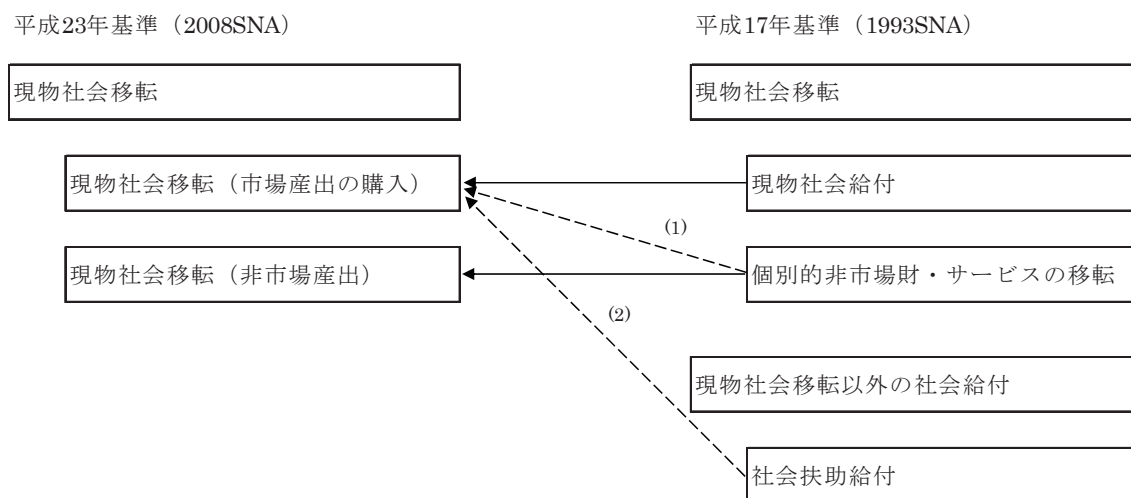 平成23年基準（2008SNA）
平成17年基準（1993SNA）
現物社会移転
現物社会移転
現物社会移転（市場産出の購入）
現物社会給付
(1)
現物社会移転（非市場産出）
個別的非市場財・サービスの移転
(2)
現物社会移転以外の社会給付
社会扶助給付